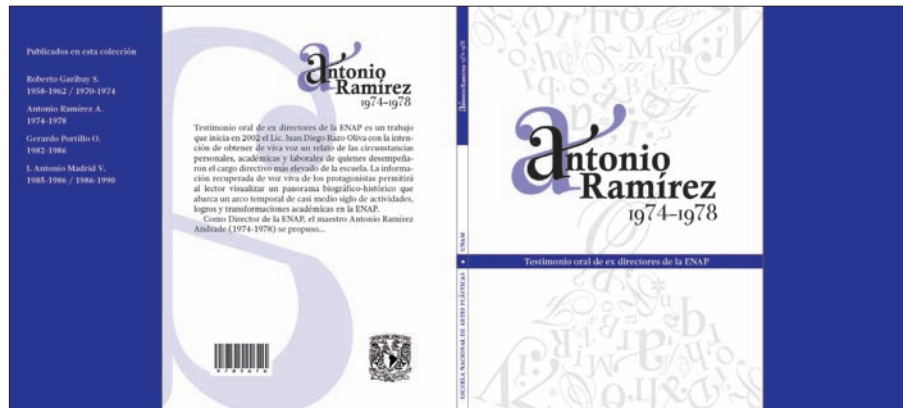 Publicados en esta colección
Roberto Garibay S.
1958-1962 / 1970-1974
Antonio Ramírez A.
1974-1978
Gerardo Portillo O.
1982-1986
J. Antonio Madrid V.
1985-1986 / 1986-1990
Antonio
Ramírez
1974-1978
Testimonio oral de ex directores de la ENAP es un trabajo
que inicia en 2002 el Lic. Juan Diego Razo Oliva con la inten-
ción de obtener de viva voz un relato de las circunstancias
personales, académicas y laborales de quienes desempeña-
ron el cargo directivo más elevado de la escuela. La informa-
ción recuperada de voz viva de los protagonistas permitirá
al lector visualizar un panorama biográfico-histórico que
abarca un arco temporal de casi medio siglo de actividades,
logros y transformaciones académicas en la ENAP.
Como Director de la ENAP, el maestro Antonio Ramírez
Andrade (1974-1978) se propuso...
Antonio Ramírez 1974-1978
UNAM
ESCUELA NACIONAL DE ARTES PLÁSTICAS
Antonio
Ramírez
1974-1978
Testimonio oral de ex directores de la ENAP